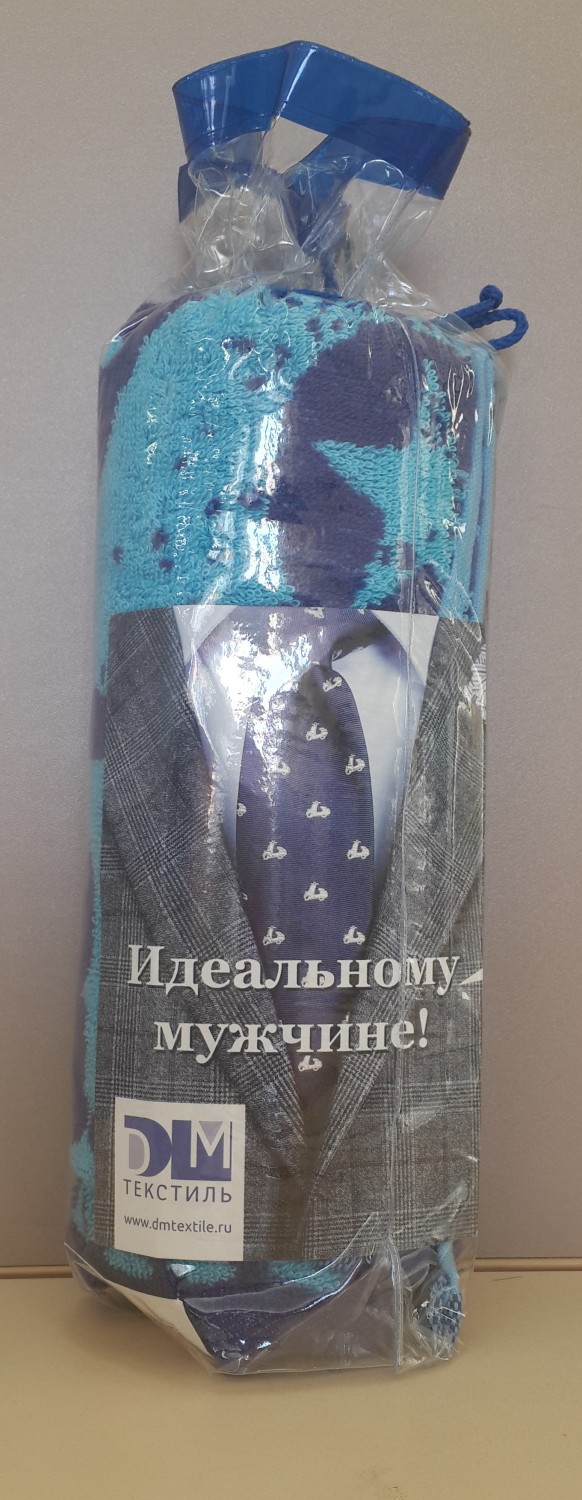 Идеальному
мужчине!
DM
ТЕКСТИЛЬ
www.dmtextile.ru